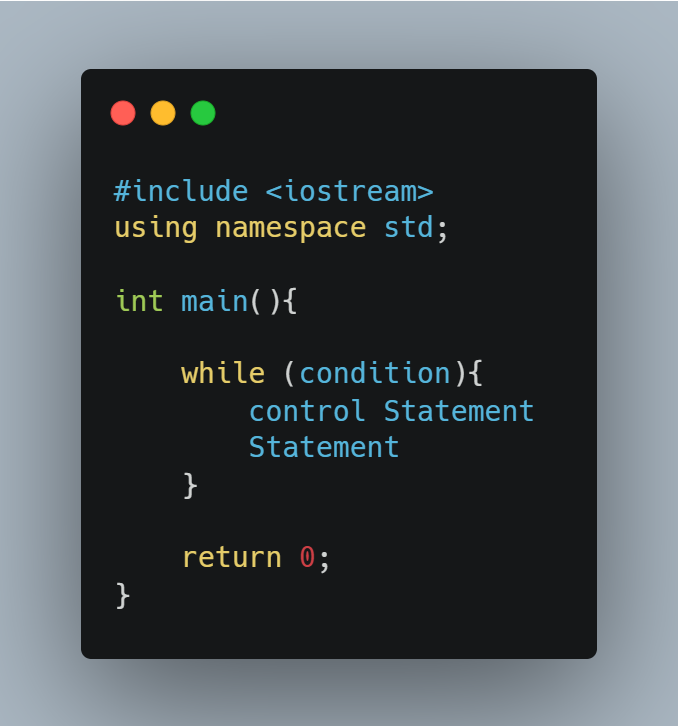 #include <iostream>
using namespace std;

int main(){

    while (condition){
        control Statement
        Statement
    }

    return 0;
}